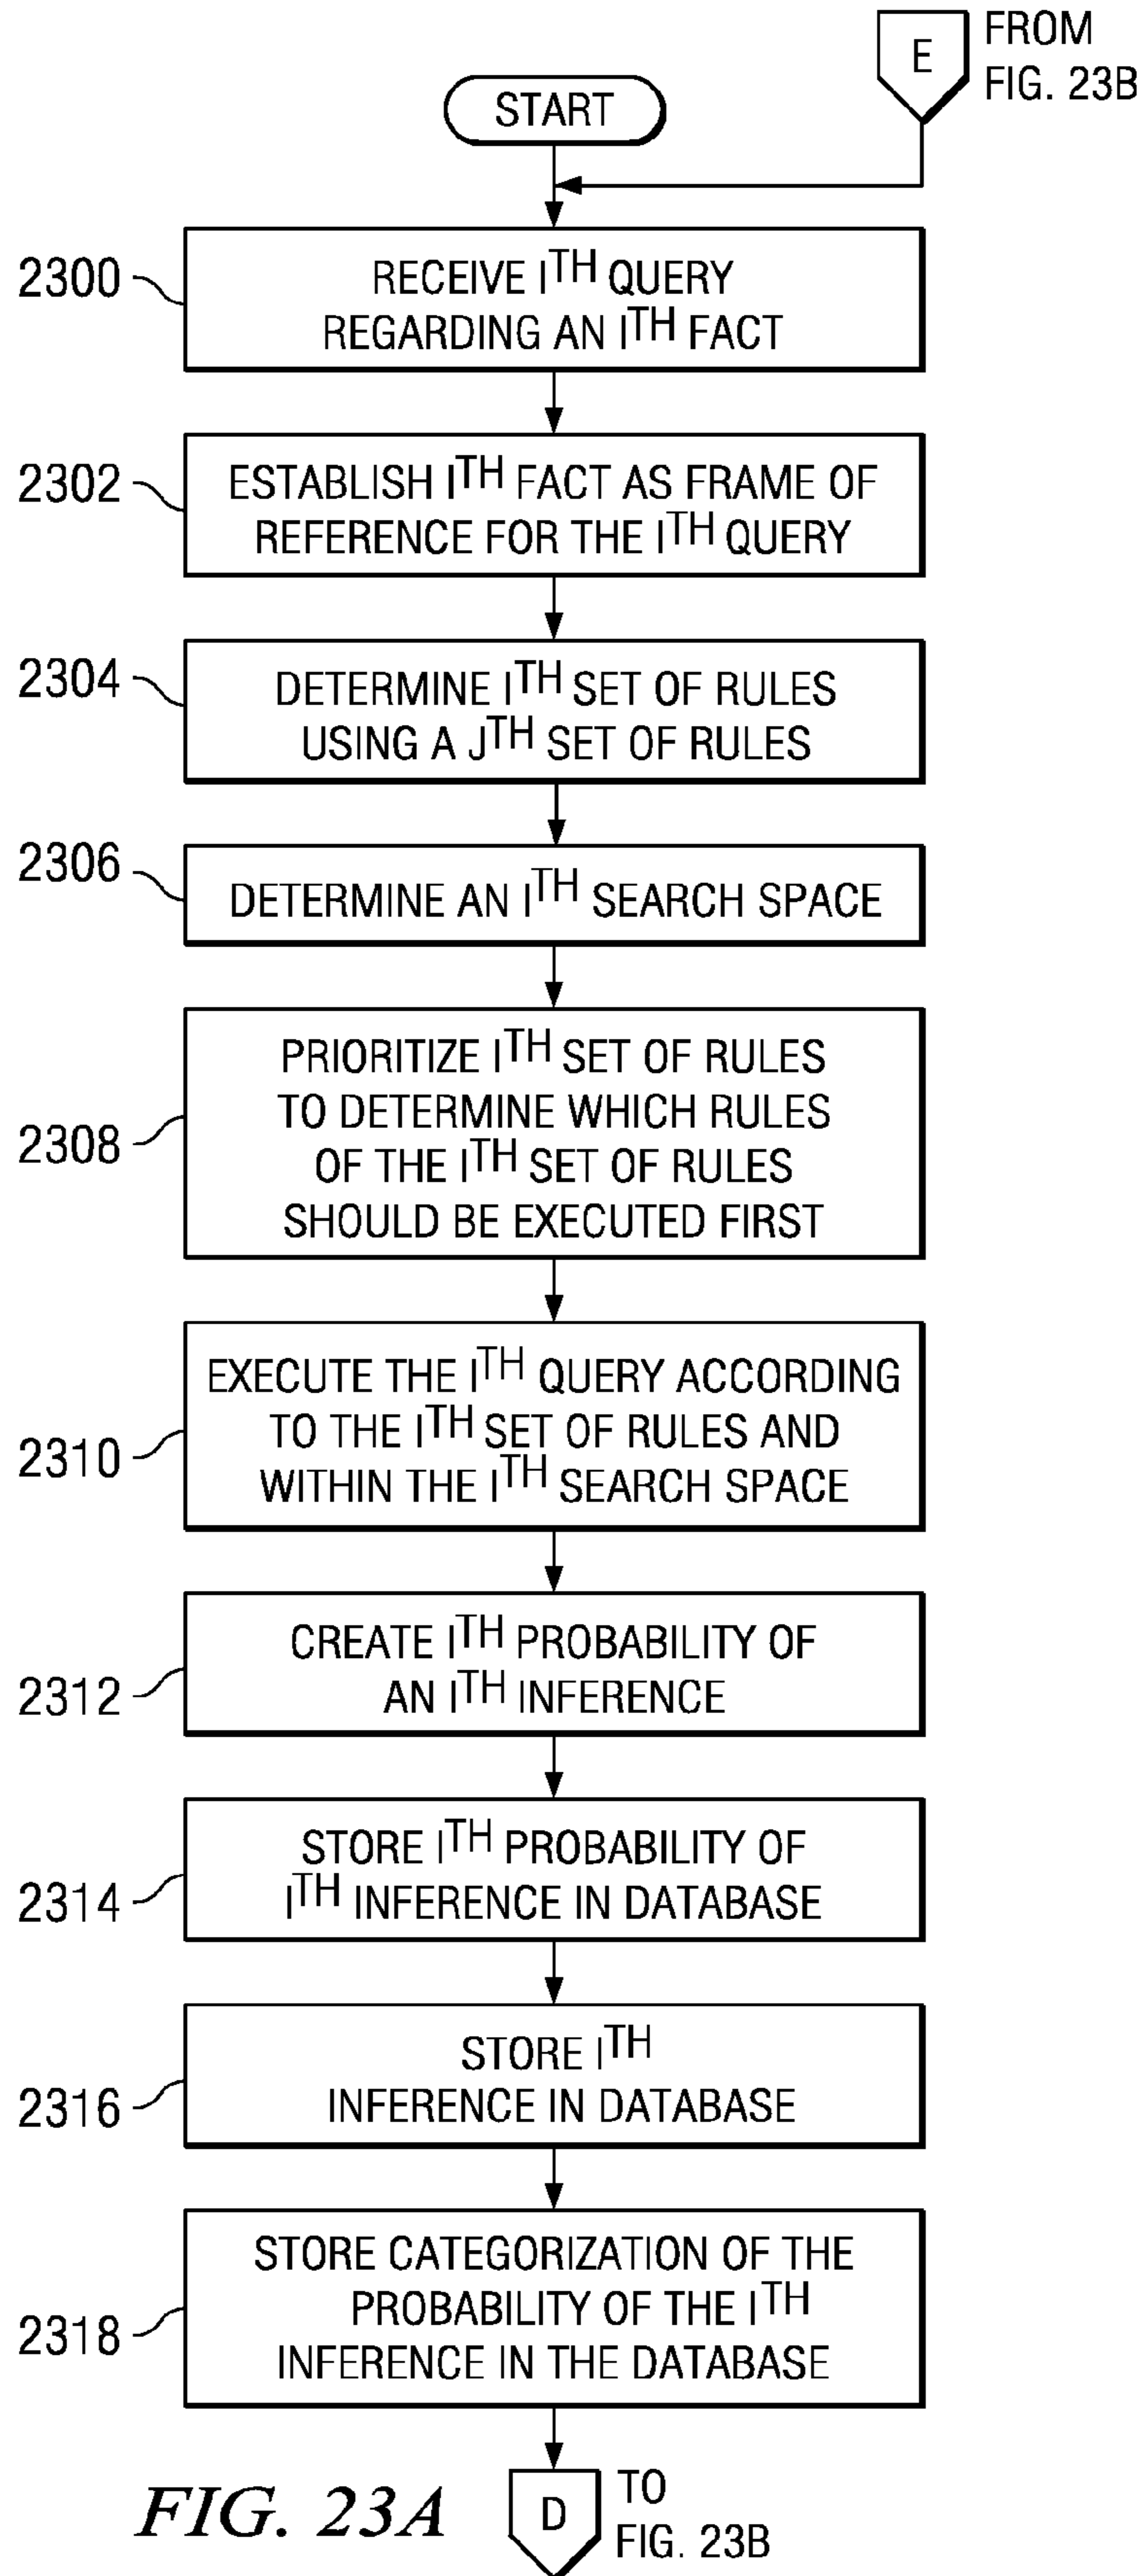 E
FROM
FIG. 23B
START
2300
RECEIVE ITH QUERY
REGARDING AN ITH FACT
2302
ESTABLISH ITH FACT AS FRAME OF
REFERENCE FOR THE ITH QUERY
2304
DETERMINE ITH SET OF RULES
USING A JTH SET OF RULES
2306
DETERMINE AN ITH SEARCH SPACE
2308
PRIORITIZE ITH SET OF RULES
TO DETERMINE WHICH RULES
OF THE ITH SET OF RULES
SHOULD BE EXECUTED FIRST
2310
EXECUTE THE ITH QUERY ACCORDING
TO THE ITH SET OF RULES AND
WITHIN THE ITH SEARCH SPACE
2312
CREATE ITH PROBABILITY OF
AN ITH INFERENCE
2314
STORE ITH PROBABILITY OF
ITH INFERENCE IN DATABASE
2316
STORE ITH
INFERENCE IN DATABASE
2318
STORE CATEGORIZATION OF THE
PROBABILITY OF THE ITH
INFERENCE IN THE DATABASE
FIG. 23A
D
TO
FIG. 23B